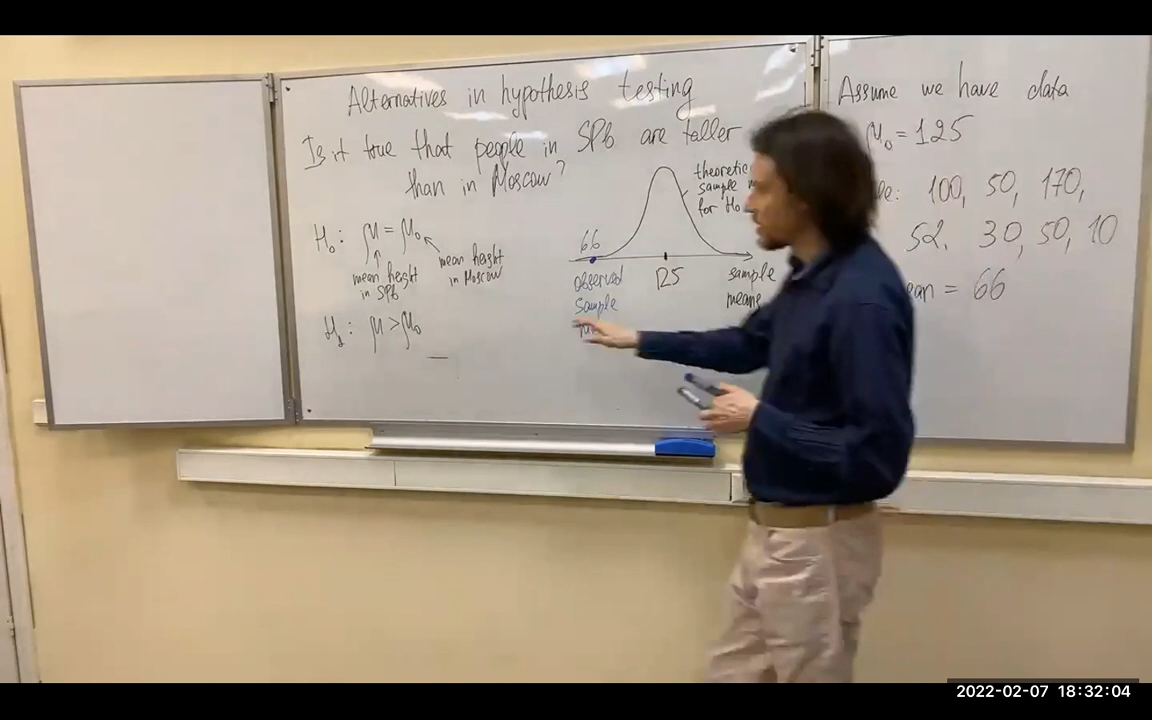 Alternatives in hypothesis testing
Is it true that people in SPb are taller
than in Moscow?
H₀: μ = μ₀
mean height
in SPb
mean height
in Moscow
H₁: μ > μ₀
theoretic
sample
for H₀
66
observed
sample
125
sample
means
Assume we have data
μ₀ = 125
100, 50, 170,
52, 30, 50, 10
= 66
2022-02-07 18:32:04